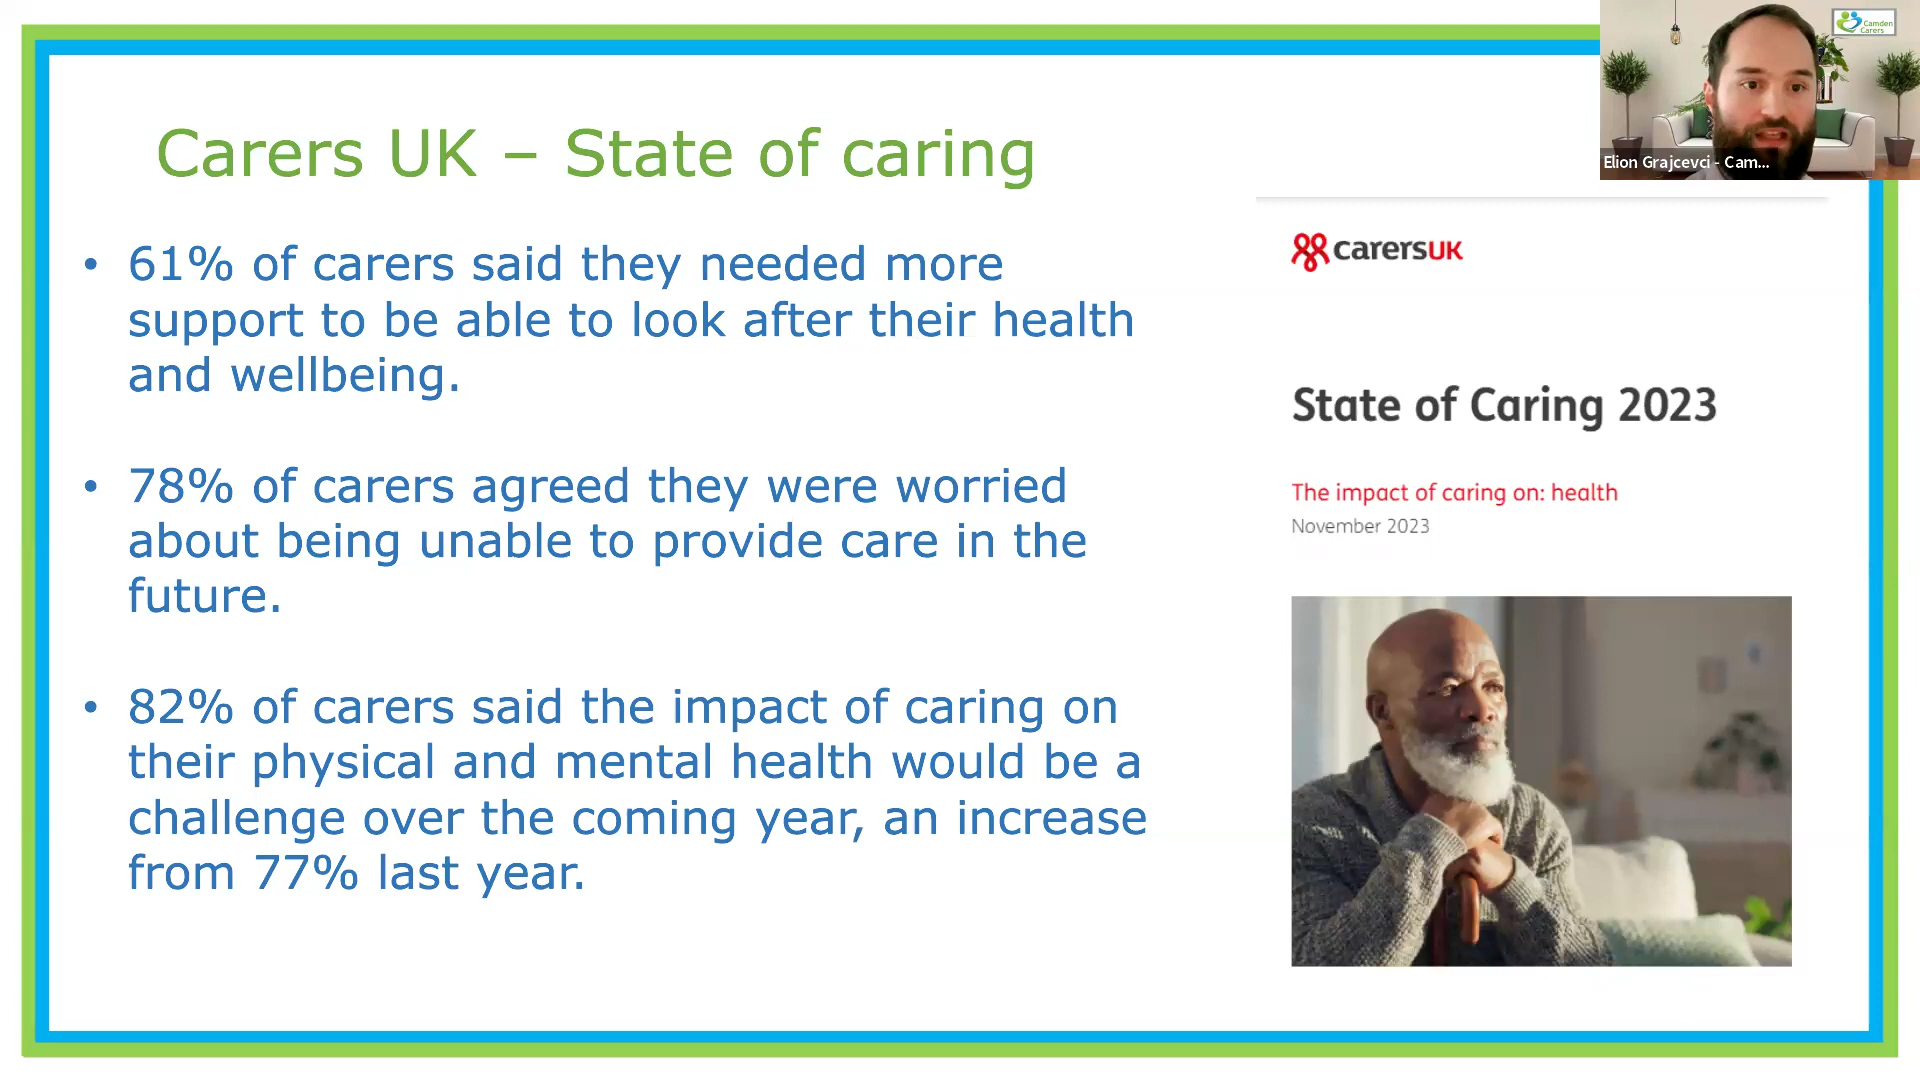 Camden
Carers
Elion Grajcevci - Cam...
Carers UK – State of caring
• 61% of carers said they needed more
support to be able to look after their health
and wellbeing.
• 78% of carers agreed they were worried
about being unable to provide care in the
future.
• 82% of carers said the impact of caring on
their physical and mental health would be a
challenge over the coming year, an increase
from 77% last year.
carersUK
State of Caring 2023
The impact of caring on: health
November 2023